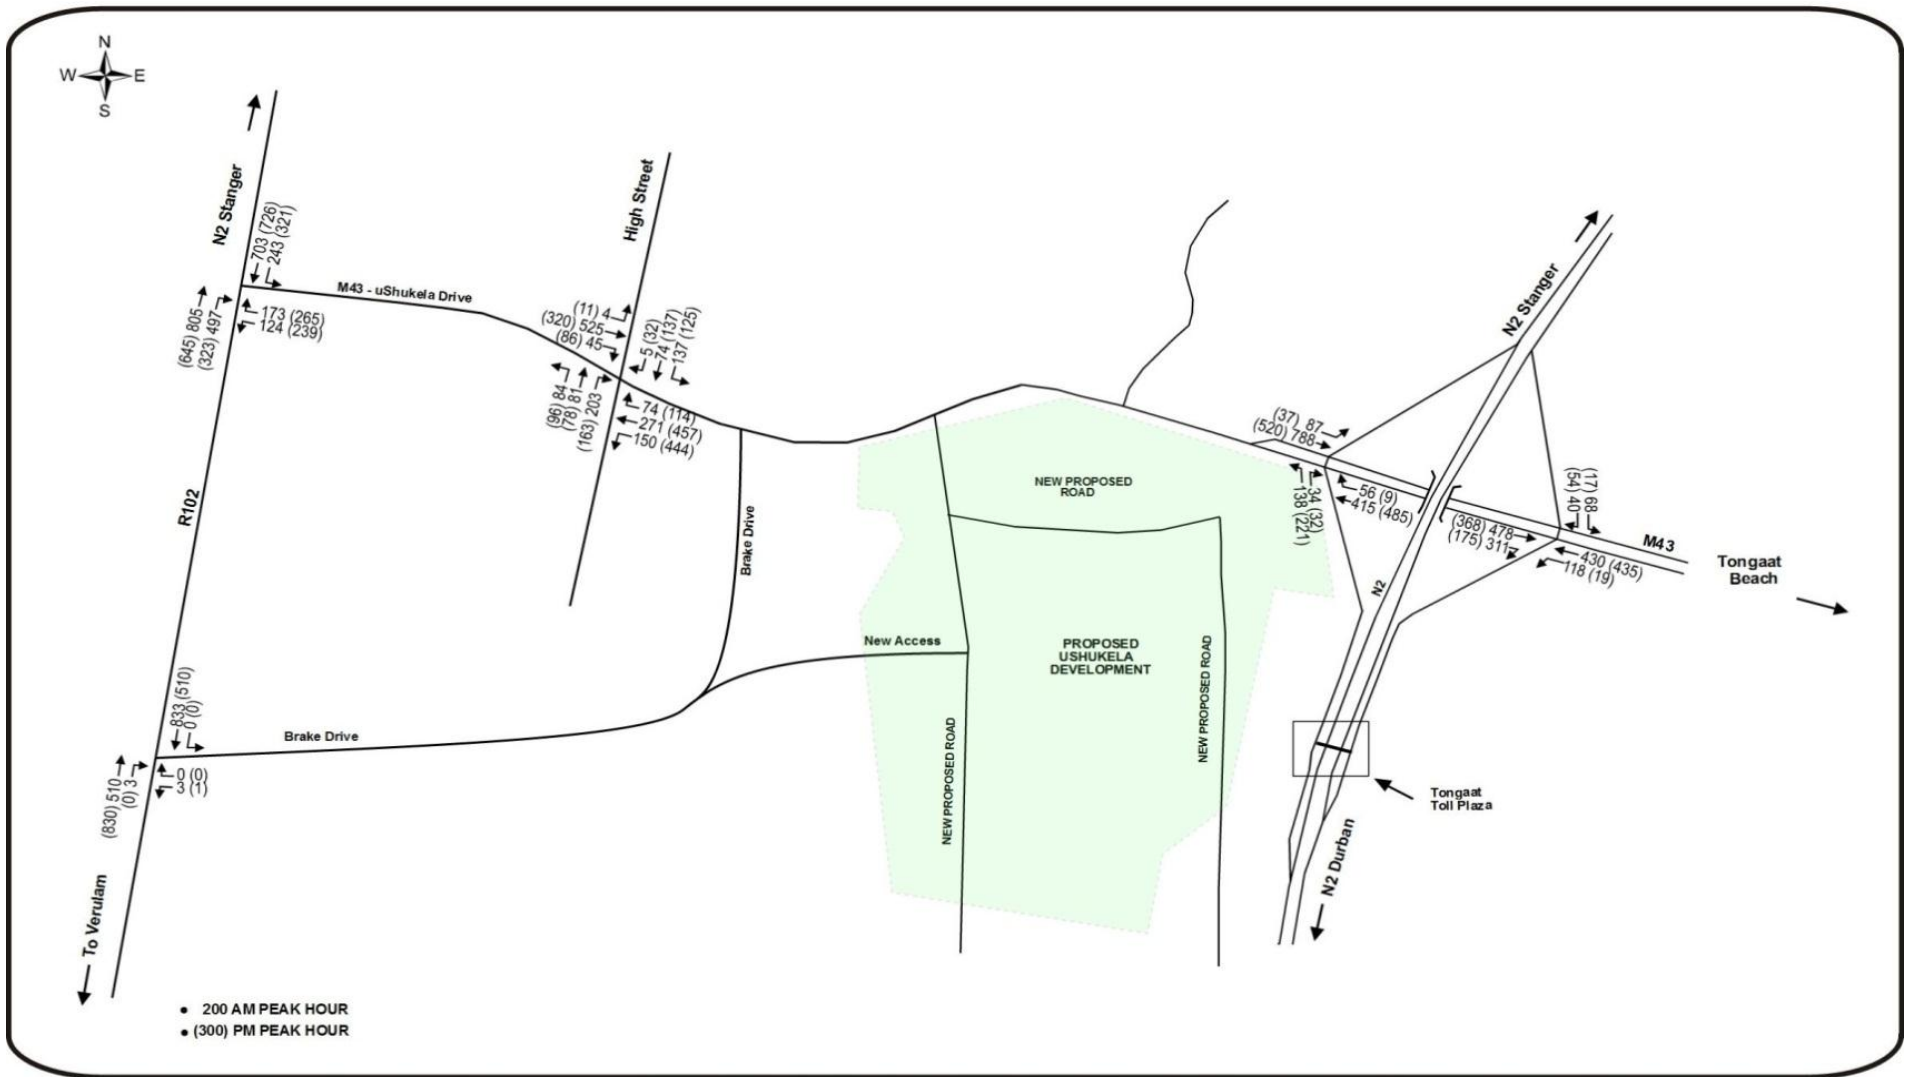 N
W E
S
N2 Stanger
703 (726)
243 (321)
(645) 805
(323) 497
173 (265)
124 (239)
M43 - uShukela Drive
High Street
(11) 4
(320) 525
(86) 45
5 (32)
74 (137)
137 (125)
(96) 84
(78) 81
(163) 203
74 (114)
271 (457)
150 (444)
R102
Brake Drive
NEW PROPOSED
ROAD
(37) 87
(520) 788
34 (32)
138 (221)
56 (9)
415 (485)
N2 Stanger
(17) 68
(54) 40
(368) 478
(175) 311
430 (435)
118 (19)
M43
Tongaat
Beach
N2
New Access
PROPOSED
USHUKELA
DEVELOPMENT
NEW PROPOSED ROAD
NEW PROPOSED ROAD
833 (510)
0 (0)
Brake Drive
(830) 510
(0) 3
0 (0)
3 (1)
Tongaat
Toll Plaza
N2 Durban
To Verulam
• 200 AM PEAK HOUR
• (300) PM PEAK HOUR